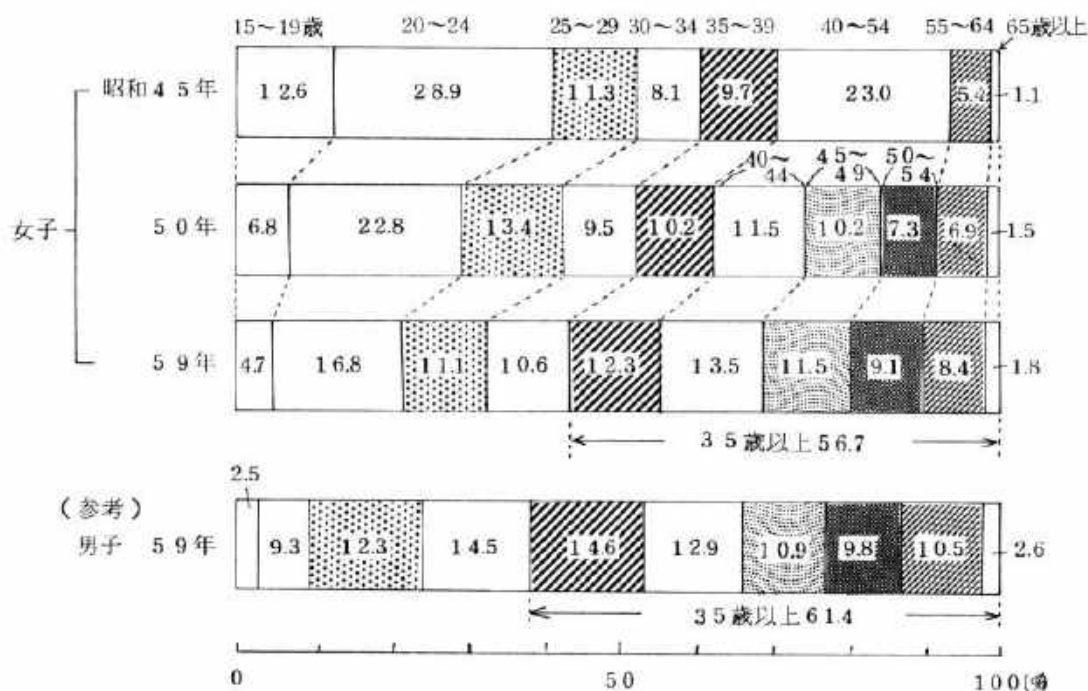 15～19歳 20～24 25～29 30～34 35～39 40～54 55～64 65歳以上
昭和45年 12.6 28.9 11.3 8.1 9.7 23.0 5.4 1.1
40～44 45～49 50～54
女子
50年 6.8 22.8 13.4 9.5 10.2 11.5 10.2 7.3 6.9 1.5
59年 4.7 16.8 11.1 10.6 12.3 13.5 11.5 9.1 8.4 1.8
35歳以上56.7
2.5
(参考)
男子 59年 9.3 12.3 14.5 14.6 12.9 10.9 9.8 10.5 2.6
35歳以上61.4
0 50 100(%)